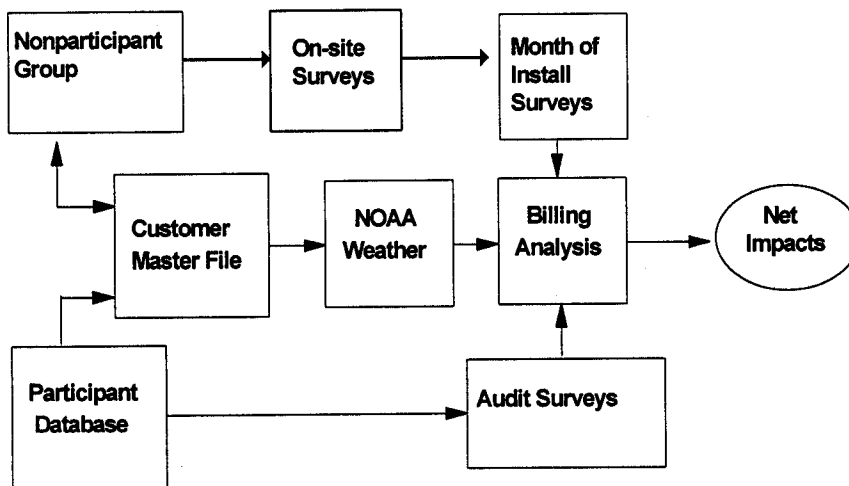 Nonparticipant
Group
On-site
Surveys
Month of
Install
Surveys
Customer
Master File
NOAA
Weather
Billing
Analysis
Net
Impacts
Participant
Database
Audit Surveys